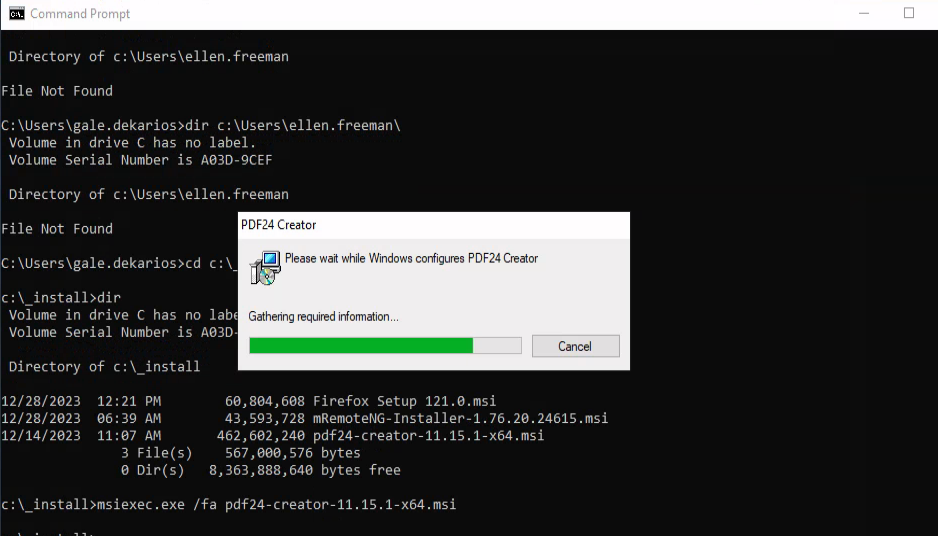 Command Prompt
Directory of c:\Users\ellen.freeman
File Not Found
C:\Users\gale.dekarios>dir c:\Users\ellen.freeman\
Volume in drive C has no label.
Volume Serial Number is A03D-9CEF
Directory of c:\Users\ellen.freeman
File Not Found
C:\Users\gale.dekarios>cd c:\_
c:\_install>dir
Volume in drive C has no labe
Volume Serial Number is A03D-
PDF24 Creator
Please wait while Windows configures PDF24 Creator
Gathering required information...
Cancel
Directory of c:\_install
12/28/2023 12:21 PM 60,804,608 Firefox Setup 121.0.msi
12/28/2023 06:39 AM 43,593,728 mRemoteNG-Installer-1.76.20.24615.msi
12/14/2023 11:07 AM 462,602,240 pdf24-creator-11.15.1-x64.msi
3 File(s) 567,000,576 bytes
0 Dir(s) 8,363,888,640 bytes free
c:\_install>msiexec.exe /fa pdf24-creator-11.15.1-x64.msi